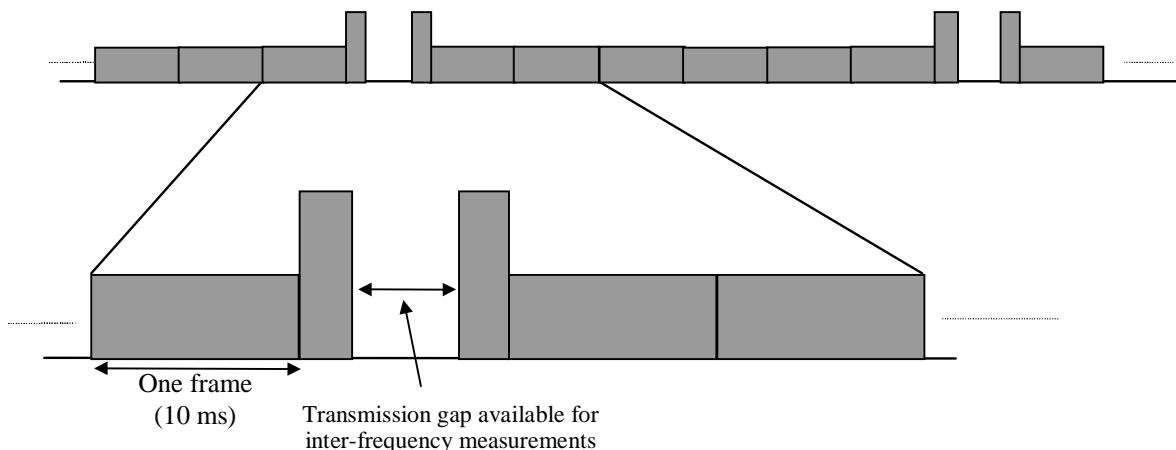 One frame
(10 ms)
Transmission gap available for
inter-frequency measurements